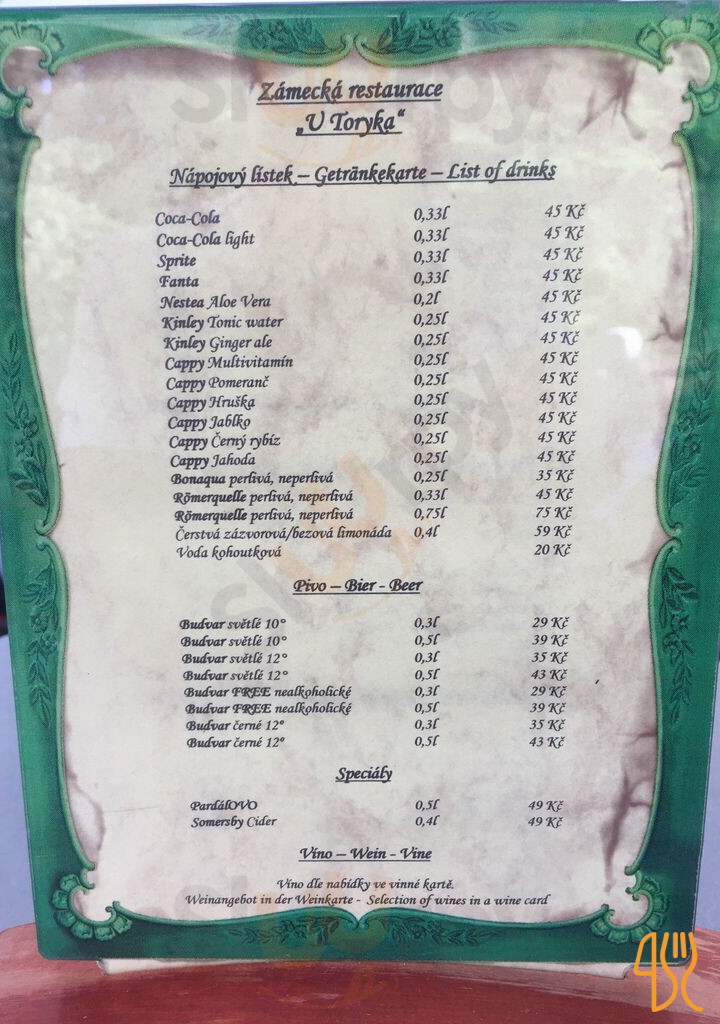 Zámecká restaurace
„U Toryka“
Nápojový lístek – Getränkekarte – List of drinks
Coca-Cola 0,33l 45 Kč
Coca-Cola light 0,33l 45 Kč
Sprite 0,33l 45 Kč
Fanta 0,33l 45 Kč
Nestea Aloe Vera 0,2l 45 Kč
Kinley Tonic water 0,25l 45 Kč
Kinley Ginger ale 0,25l 45 Kč
Cappy Multivitamín 0,25l 45 Kč
Cappy Pomeranč 0,25l 45 Kč
Cappy Hruška 0,25l 45 Kč
Cappy Jablko 0,25l 45 Kč
Cappy Černý rybíz 0,25l 45 Kč
Cappy Jahoda 0,25l 45 Kč
Bonaqua perlivá, neperlivá 0,25l 35 Kč
Römerquelle perlivá, neperlivá 0,33l 45 Kč
Römerquelle perlivá, neperlivá 0,75l 75 Kč
Čerstvá zázvorová/bezová limonáda 0,4l 59 Kč
Voda kohoutková 20 Kč
Pivo – Bier - Beer
Budvar světlé 10° 0,3l 29 Kč
Budvar světlé 10° 0,5l 39 Kč
Budvar světlé 12° 0,3l 35 Kč
Budvar světlé 12° 0,5l 43 Kč
Budvar FREE nealkoholické 0,3l 29 Kč
Budvar FREE nealkoholické 0,5l 39 Kč
Budvar černé 12° 0,3l 35 Kč
Budvar černé 12° 0,5l 43 Kč
Speciály
PardálOVO 0,5l 49 Kč
Somersby Cider 0,4l 49 Kč
Víno – Wein - Vine
Víno dle nabídky ve vinné kartě.
Weinangebot in der Weinkarte - Selection of wines in a wine card